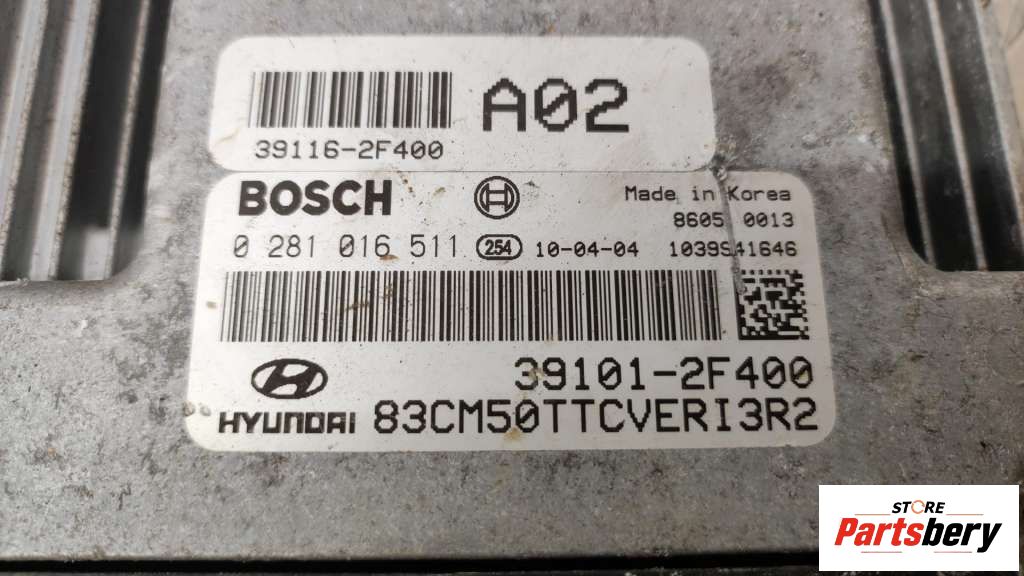 A02
39116-2F400
BOSCH
Made in Korea
8605 0013
0 281 016 511 254 10-04-04 1039S41646
39101-2F400
HYUNDAI 83CM50TTCVERI3R2
STORE
Partsbery